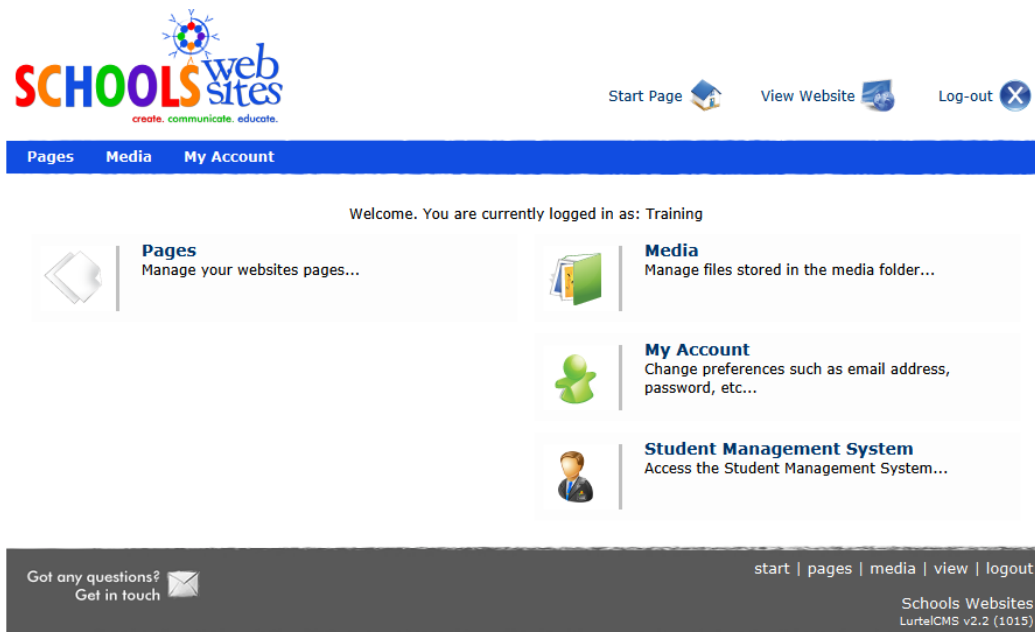 SCHOOLS web sites
create. communicate. educate.
Start Page
View Website
Log-out
Pages
Media
My Account
Welcome. You are currently logged in as: Training
Pages
Manage your websites pages...
Media
Manage files stored in the media folder...
My Account
Change preferences such as email address,
password, etc...
Student Management System
Access the Student Management System...
Got any questions?
Get in touch
start | pages | media | view | logout
Schools Websites
LurtelCMS v2.2 (1015)